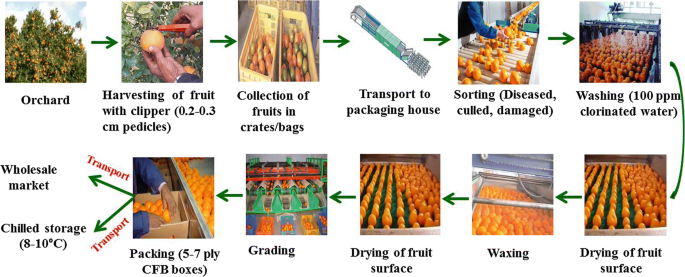 Orchard
Harvesting of fruit
with clipper (0.2-0.3
cm pedicles)
Collection of
fruits in
crates/bags
Transport to
packaging house
Sorting (Diseased,
culled, damaged)
Washing (100 ppm
clorinated water)
Drying of fruit
surface
Waxing
Drying of fruit
surface
Grading
Packing (5-7 ply
CFB boxes)
Transport
Wholesale
market
Transport
Chilled storage
(8-10°C)